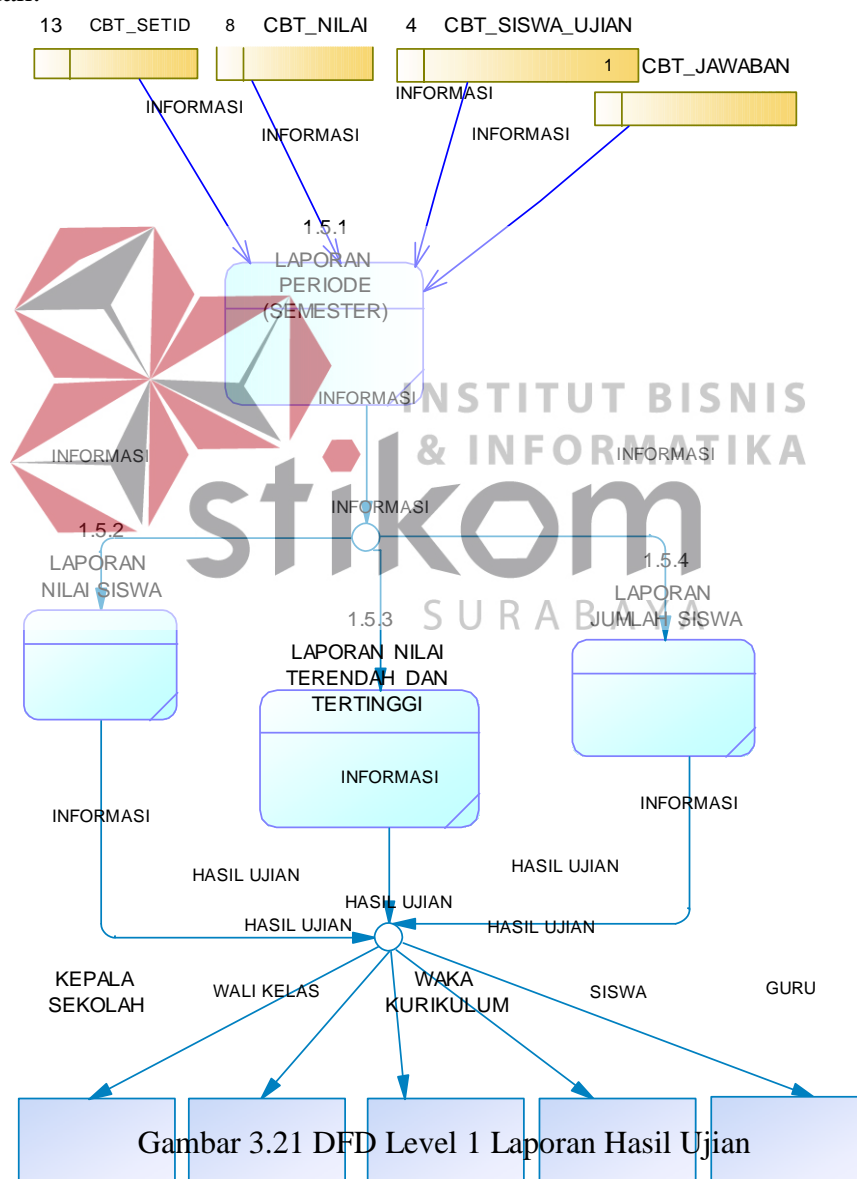 13 CBT_SETID 8 CBT_NILAI 4 CBT_SISWA_UJIAN
1 CBT_JAWABAN
INFORMASI
INFORMASI
INFORMASI
INFORMASI
1.5.1
LAPORAN
PERIODE
(SEMESTER)
INFORMASI
INSTITUT BISNIS
& INFORMATIKA
INFORMASI
INFORMASI
stikom
INFORMASI
1.5.2
LAPORAN
NILAI SISWA
1.5.4
LAPORAN
JUMLAH SISWA
SURABAYA
1.5.3
LAPORAN NILAI
TERENDAH DAN
TERTINGGI
INFORMASI
INFORMASI
INFORMASI
HASIL UJIAN
HASIL UJIAN
HASIL UJIAN
HASIL UJIAN
HASIL UJIAN
KEPALA
SEKOLAH
WALI KELAS
WAKA
KURIKULUM
SISWA
GURU
Gambar 3.21 DFD Level 1 Laporan Hasil Ujian